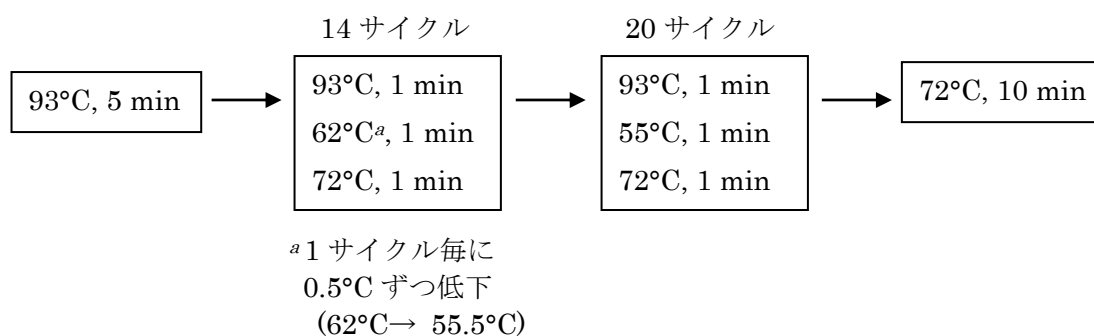 14 サイクル
20 サイクル
93°C, 5 min
93°C, 1 min
62°Ca, 1 min
72°C, 1 min
93°C, 1 min
55°C, 1 min
72°C, 1 min
72°C, 10 min
a 1 サイクル毎に
0.5°C ずつ低下
(62°C→ 55.5°C)